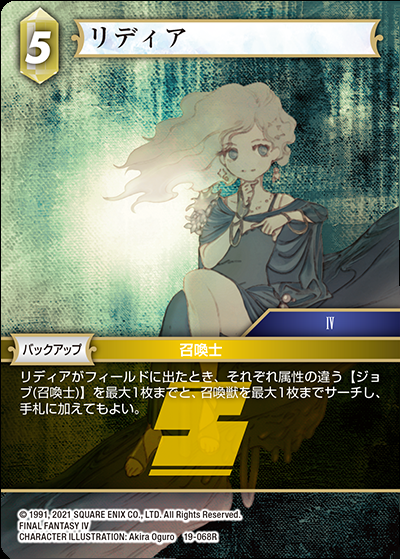 5
リディア
IV
バックアップ
召喚士
リディアがフィールドに出たとき、それぞれ属性の違う【ジョ
ブ(召喚士)】を最大1枚までと、召喚獣を最大1枚までサーチし、
手札に加えてもよい。
土
© 1991, 2021 SQUARE ENIX CO., LTD. All Rights Reserved.
FINAL FANTASY IV
CHARACTER ILLUSTRATION: Akira Oguro 19-068R